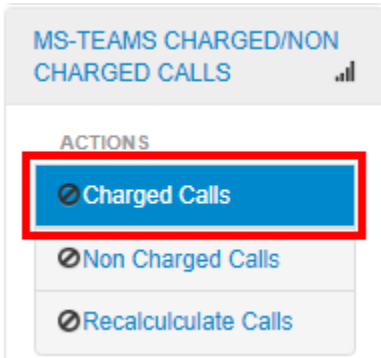 MS-TEAMS CHARGED/NON
CHARGED CALLS
ACTIONS
Charged Calls
Non Charged Calls
Recalculculate Calls